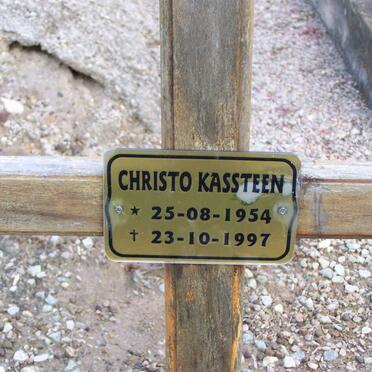 CHRISTO KASSTEEN
★ 25-08-1954
✝ 23-10-1997